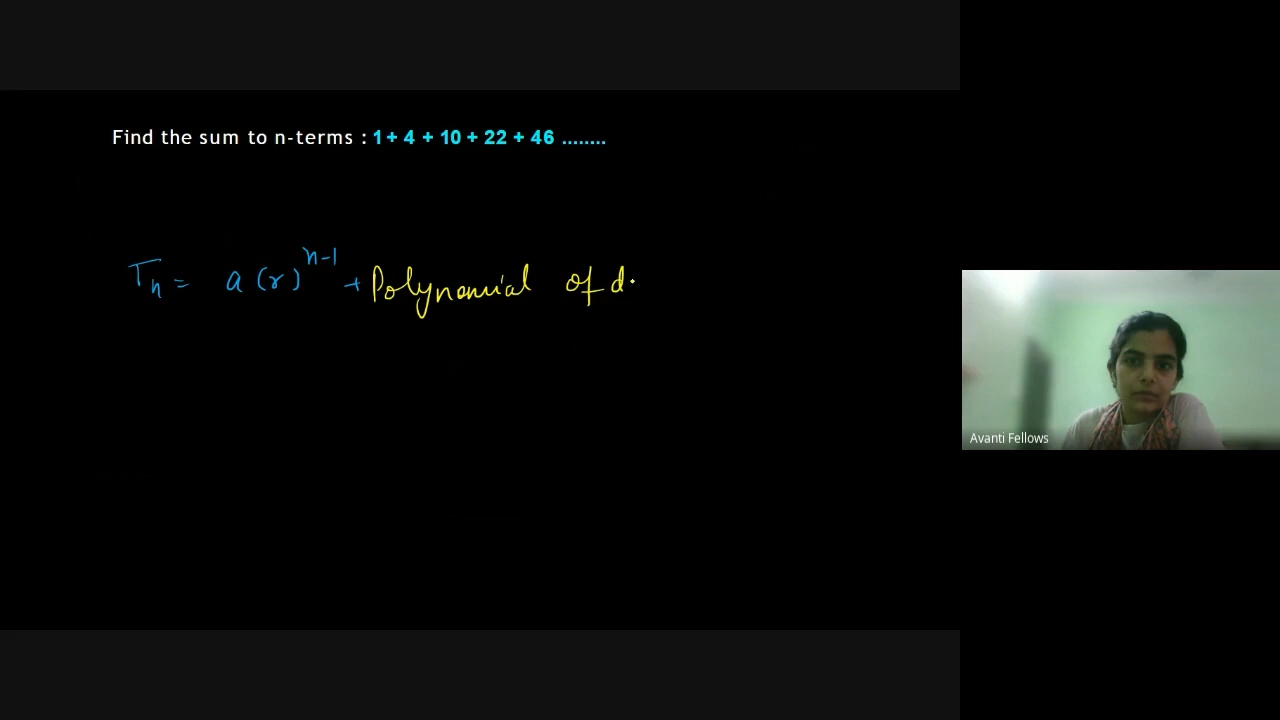 Find the sum to n-terms : 1 + 4 + 10 + 22 + 46 ........
Tn = a (r)^n-1 + Polynomial of d.
Avanti Fellows